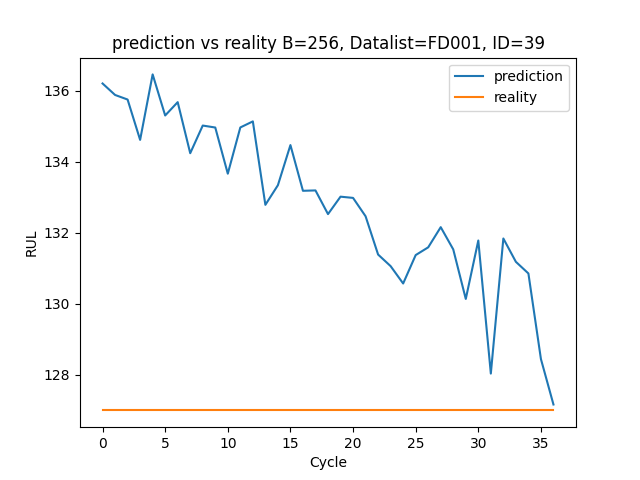 prediction vs reality B=256, Datalist=FD001, ID=39
prediction
reality
136
134
132
130
128
RUL
0 5 10 15 20 25 30 35
Cycle